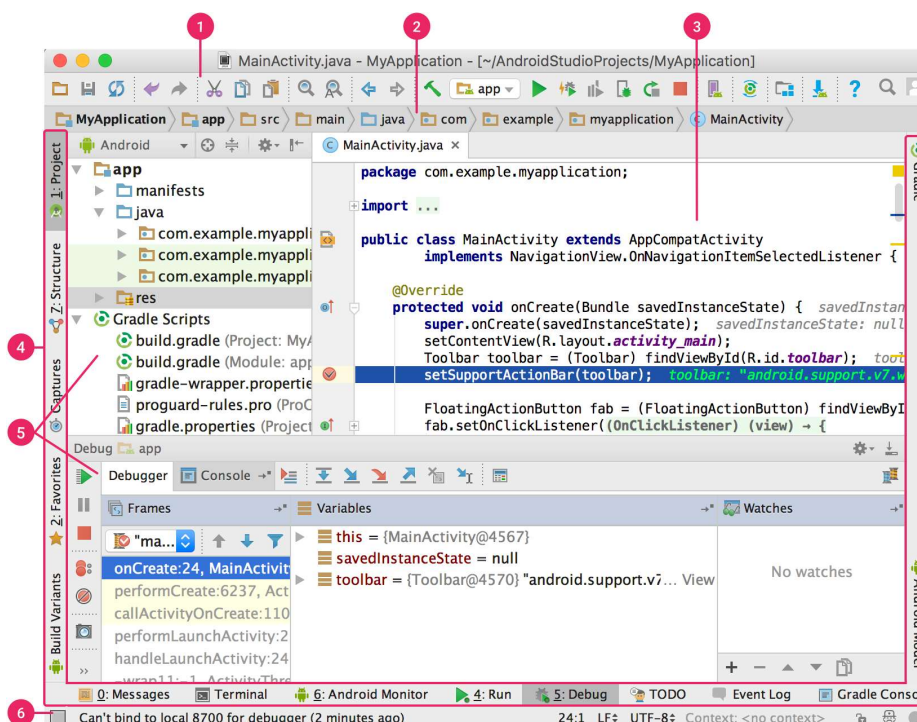 1
2
3
MainActivity.java - MyApplication - [~/AndroidStudioProjects/MyApplication]
app
?
MyApplication
app
src
main
java
com
example
myapplication
MainActivity
1: Project
Android
MainActivity.java
app
manifests
java
com.example.myappli
com.example.myappli
com.example.myappli
res
Gradle Scripts
build.gradle (Project: MyA
build.gradle (Module: app
gradle-wrapper.propertie
proguard-rules.pro (ProG
gradle.properties (Project
package com.example.myapplication;
import ...
public class MainActivity extends AppCompatActivity
implements NavigationView.OnNavigationItemSelectedListener {
@Override
protected void onCreate(Bundle savedInstanceState) { savedInstan
super.onCreate(savedInstanceState); savedInstanceState: null
setContentView(R.layout.activity_main);
Toolbar toolbar = (Toolbar) findViewById(R.id.toolbar); tool
setSupportActionBar(toolbar); toolbar: "android.support.v7.w
FloatingActionButton fab = (FloatingActionButton) findViewByI
fab.setOnClickListener((OnClickListener) (view) → {
Z: Structure
4
Captures
5
2: Favorites
Build Variants
Gradle
Debug app
Debugger
Console
Frames
Variables
Watches
"ma...
onCreate:24, MainActivit
performCreate:6237, Act
callActivityOnCreate:110
performLaunchActivity:2
handleLaunchActivity:24
-wrap11:-1, ActivityThre
this = {MainActivity@4567}
savedInstanceState = null
toolbar = {Toolbar@4570} "android.support.v7... View
No watches
0: Messages
Terminal
6: Android Monitor
4: Run
5: Debug
TODO
Event Log
Gradle Conso
6
Can't bind to local 8700 for debugger (2 minutes ago)
24:1 LF÷ UTF-8÷ Context: <no context>